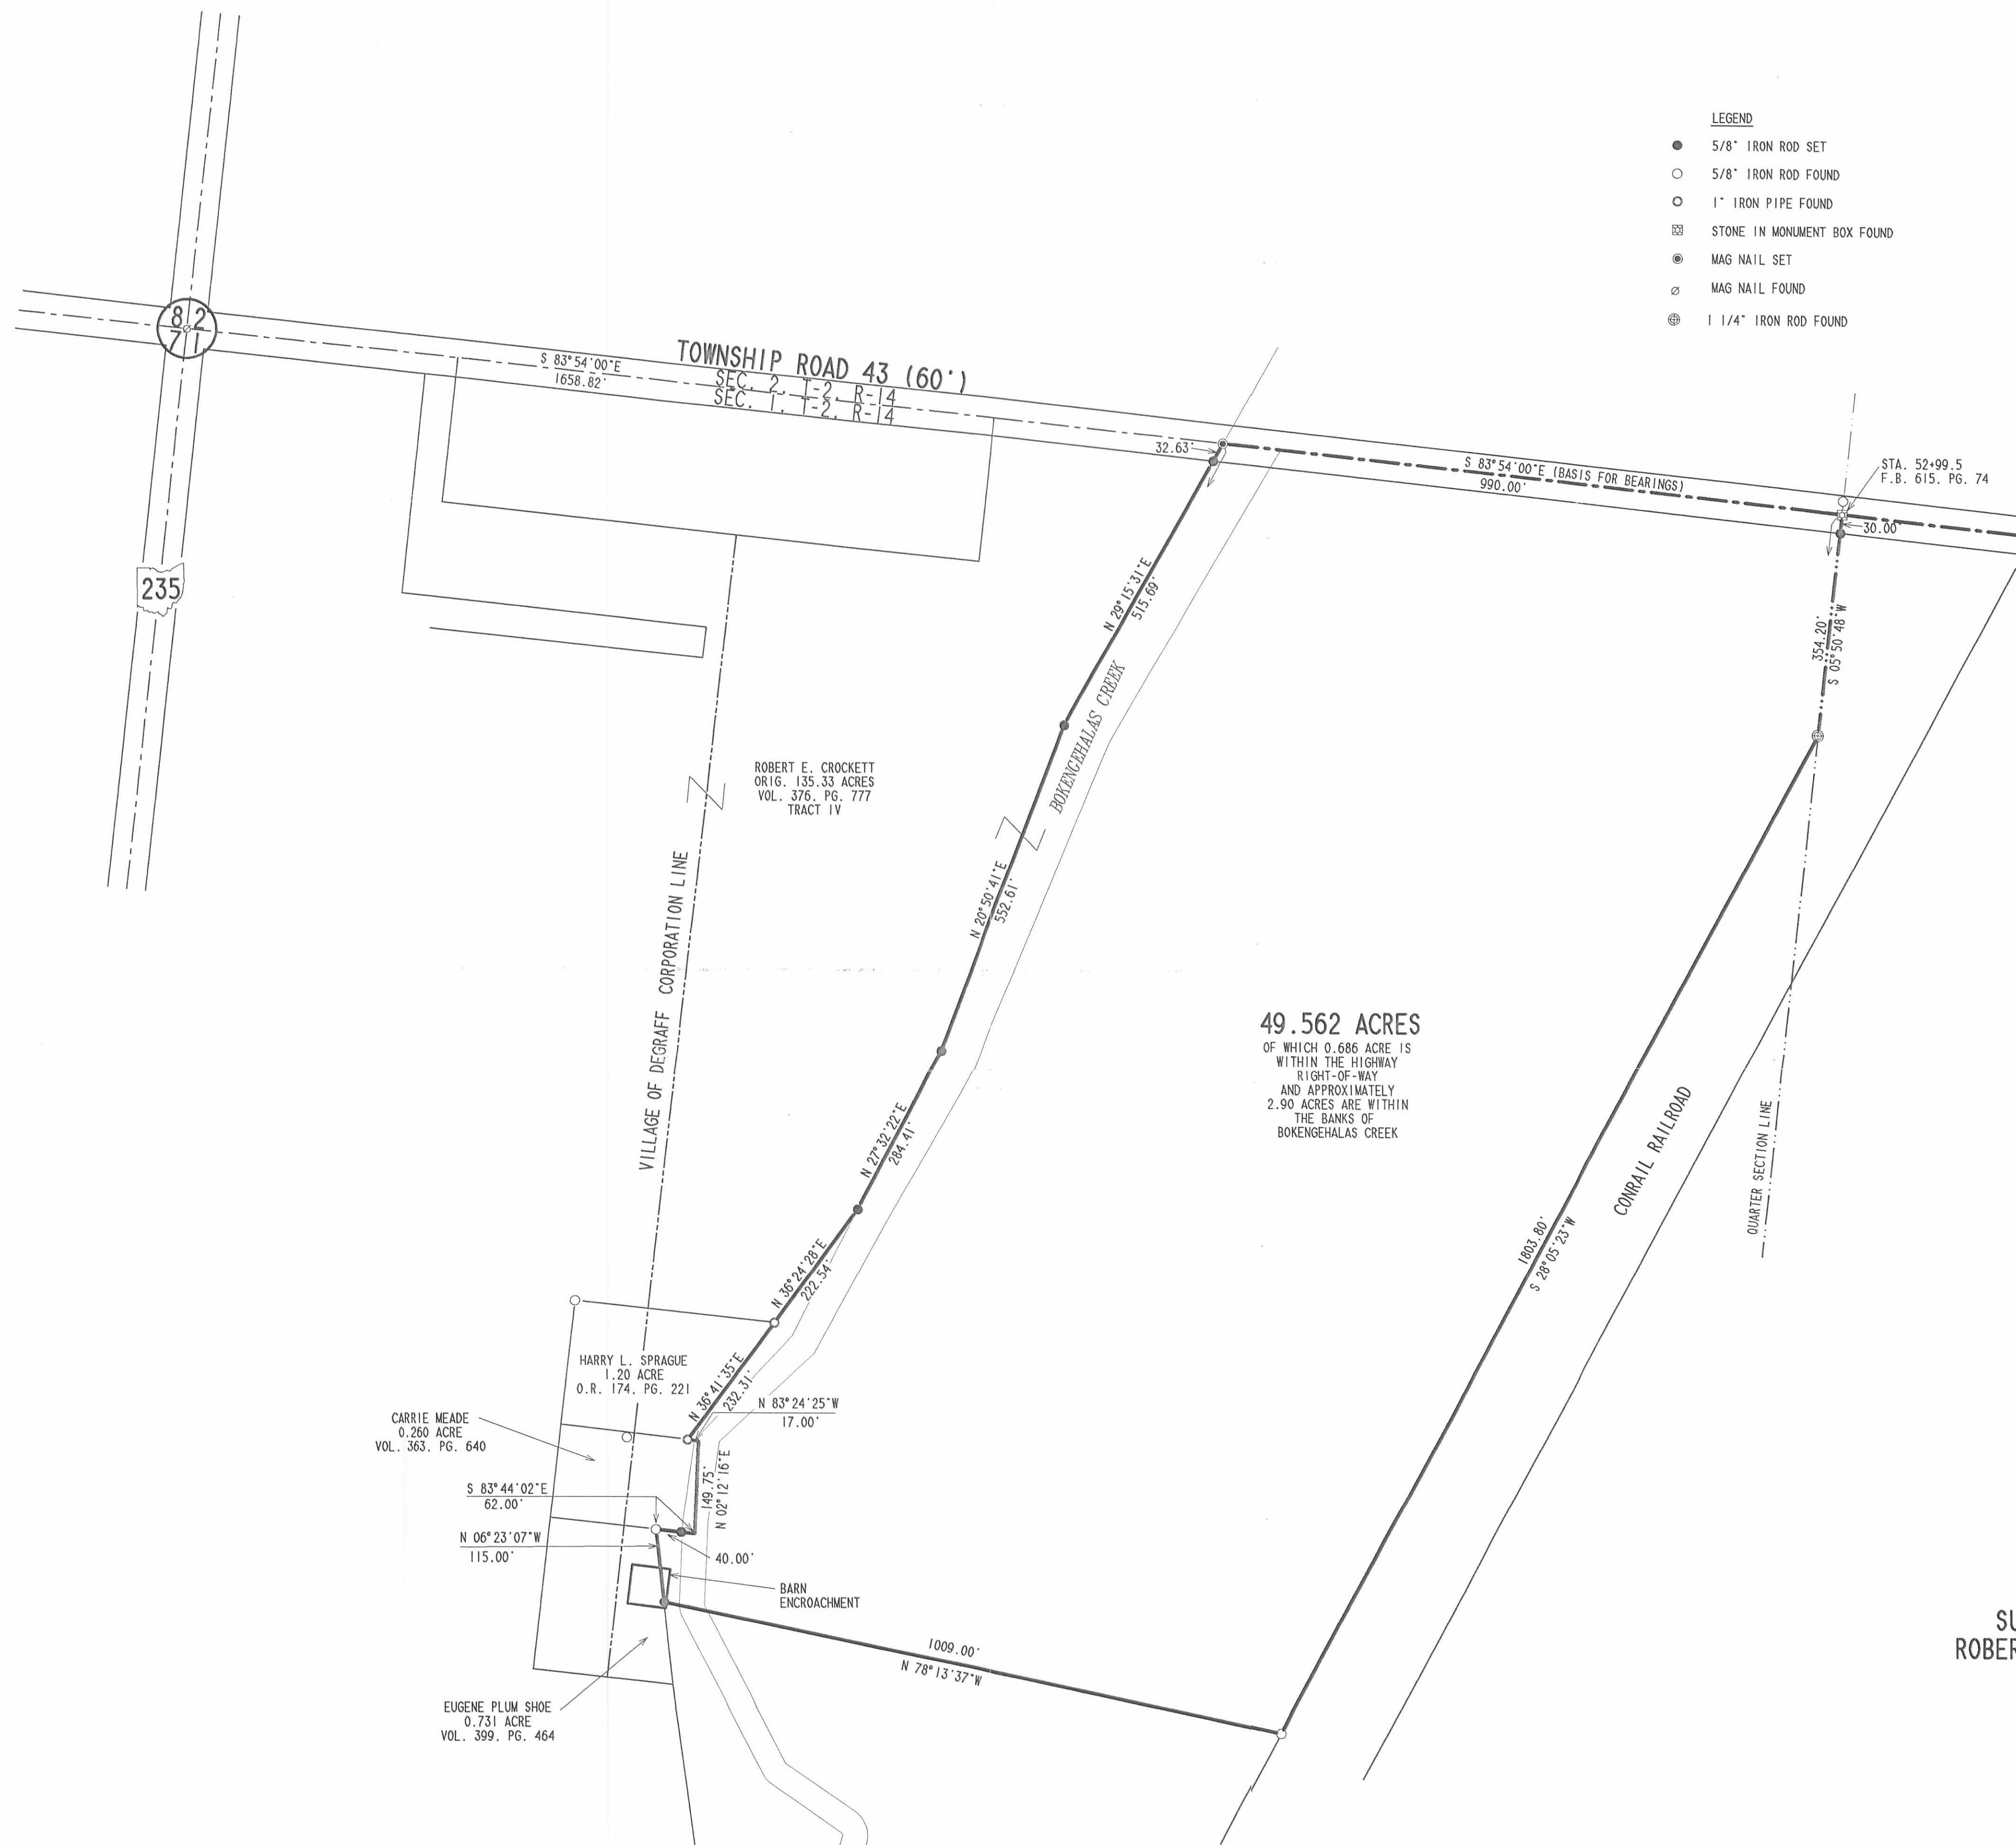 LEGEND
5/8" IRON ROD SET
5/8" IRON ROD FOUND
1" IRON PIPE FOUND
STONE IN MONUMENT BOX FOUND
MAG NAIL SET
MAG NAIL FOUND
1 1/4" IRON ROD FOUND
8 2
7 1
S 83°54'00"E
1658.82'
TOWNSHIP ROAD 43 (60')
SEC. 2, T-2, R-14
SEC. 1, T-2, R-14
32.63'
S 83°54'00"E (BASIS FOR BEARINGS)
990.00'
STA. 52+99.5
F.B. 615, PG. 74
30.00'
235
N 29°15'31"E
515.69'
354.20'
S 05°50'48"W
BOKENGEHALAS CREEK
ROBERT E. CROCKETT
ORIG. 135.33 ACRES
VOL. 376, PG. 777
TRACT IV
N 20°50'41"E
552.61'
VILLAGE OF DEGRAFF CORPORATION LINE
49.562 ACRES
OF WHICH 0.686 ACRE IS
WITHIN THE HIGHWAY
RIGHT-OF-WAY
AND APPROXIMATELY
2.90 ACRES ARE WITHIN
THE BANKS OF
BOKENGEHALAS CREEK
N 27°32'22"E
284.41'
CONRAIL RAILROAD
QUARTER SECTION LINE
1803.80'
S 28°05'23"W
N 36°24'28"E
222.54'
HARRY L. SPRAGUE
1.20 ACRE
O.R. 174, PG. 221
N 36°41'35"E
232.31'
N 83°24'25"W
17.00'
CARRIE MEADE
0.260 ACRE
VOL. 363, PG. 640
149.75'
N 02°12'16"E
S 83°44'02"E
62.00'
N 06°23'07"W
115.00'
40.00'
BARN
ENCROACHMENT
1009.00'
N 78°13'37"W
EUGENE PLUM SHOE
0.731 ACRE
VOL. 399, PG. 464
SU
ROBER